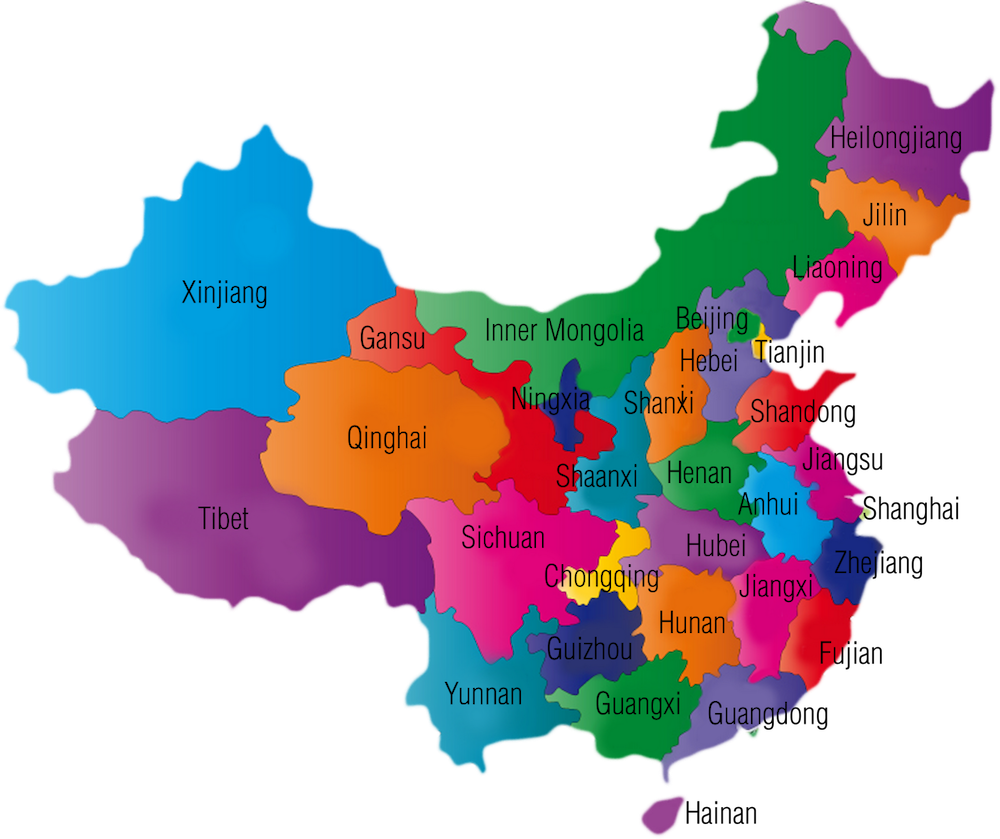 Heilongjiang
Jilin
Liaoning
Xinjiang
Beijing
Inner Mongolia
Gansu
Tianjin
Hebei
Ningxia
Shanxi
i
Shandong
Qinghai
Jiangsu
Shaanxi
Henan
Anhui
Shanghai
Tibet
Sichuan
Hubei
Zhejiang
Chongqing
Jiangxi
Hunan
Guizhou
Fujian
Yunnan
Guangxi
Guangdong
Hainan